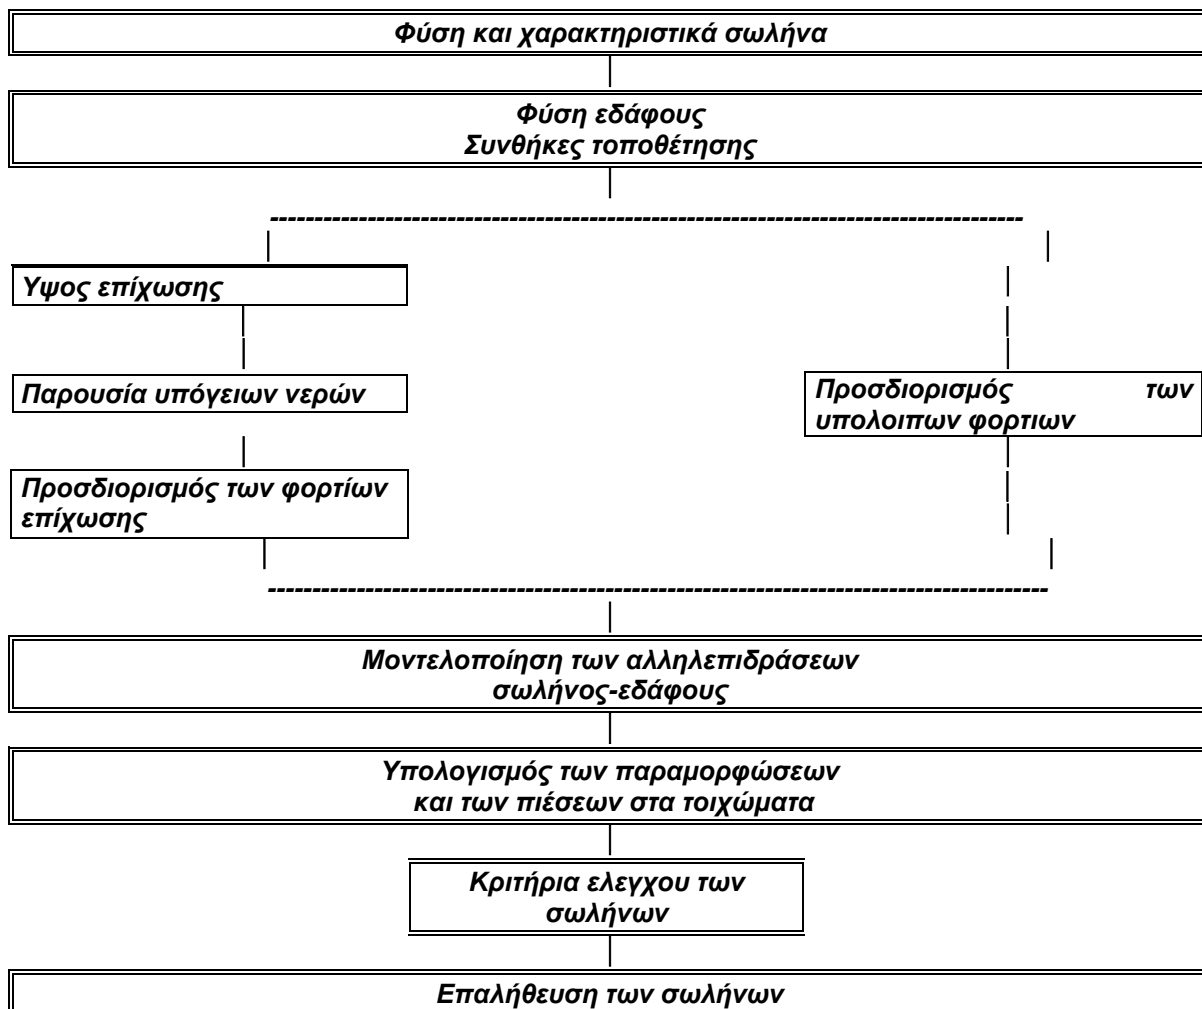 Φύση και χαρακτηριστικά σωλήνα
Φύση εδάφους
Συνθήκες τοποθέτησης
Υψος επίχωσης
Παρουσία υπόγειων νερών
Προσδιορισμός των
υπολοιπων φορτιων
Προσδιορισμός των φορτίων
επίχωσης
Μοντελοποίηση των αλληλεπιδράσεων
σωλήνος-εδάφους
Υπολογισμός των παραμορφώσεων
και των πιέσεων στα τοιχώματα
Κριτήρια ελεγχου των
σωλήνων
Επαλήθευση των σωλήνων